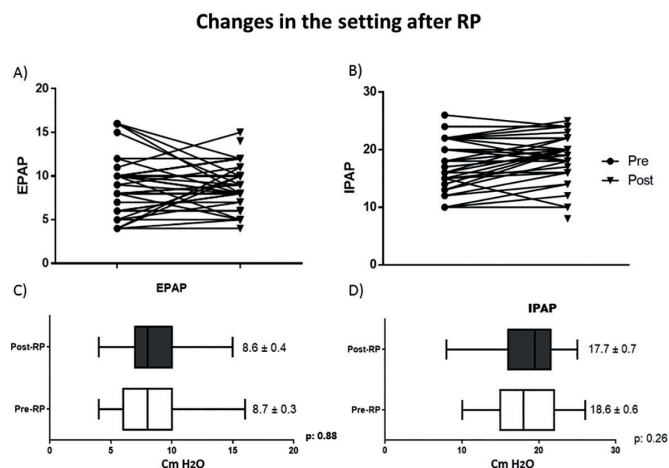 Changes in the setting after RP
A)
20
15
10
5
0
EPAP
B)
30
20
10
0
IPAP
Pre
Post
C)
EPAP
Post-RP
8.6 ± 0.4
Pre-RP
8.7 ± 0.3
p: 0.88
0 5 10 15 20
Cm H2O
D)
IPAP
Post-RP
17.7 ± 0.7
Pre-RP
18.6 ± 0.6
p: 0.26
0 10 20 30
Cm H2O